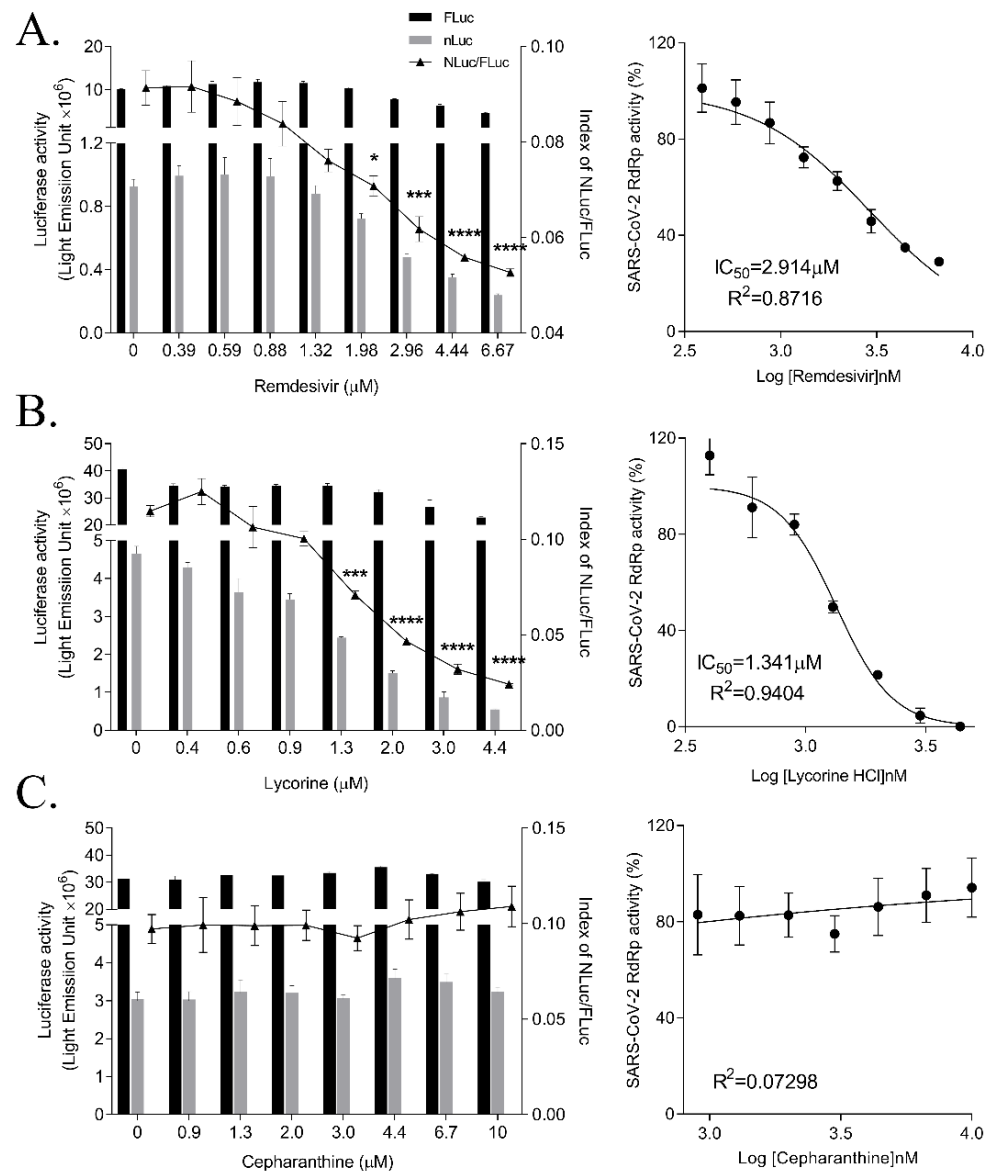 A.
FLuc
nLuc
NLuc/FLuc
Luciferase activity
(Light Emissiion Unit ×10⁶)
20
10
0
1.2
0.8
0.4
0.0
0.10
0.08
0.06
0.04
Index of NLuc/FLuc
*
***
****
****
0 0.39 0.59 0.88 1.32 1.98 2.96 4.44 6.67
Remdesivir (μM)
SARS-CoV-2 RdRp activity (%)
120
80
40
0
IC₅₀=2.914μM
R²=0.8716
2.5 3.0 3.5 4.0
Log [Remdesivir]nM
B.
Luciferase activity
(Light Emissiion Unit ×10⁶)
50
40
30
20
5
4
3
2
1
0
0.15
0.10
0.05
0.00
Index of NLuc/FLuc
***
****
****
****
0 0.4 0.6 0.9 1.3 2.0 3.0 4.4
Lycorine (μM)
SARS-CoV-2 RdRp activity (%)
120
80
40
0
IC₅₀=1.341μM
R²=0.9404
2.5 3.0 3.5
Log [Lycorine HCl]nM
C.
Luciferase activity
(Light Emissiion Unit ×10⁶)
50
40
30
20
5
4
3
2
1
0
0.15
0.10
0.05
0.00
Index of NLuc/FLuc
0 0.9 1.3 2.0 3.0 4.4 6.7 10
Cepharanthine (μM)
SARS-CoV-2 RdRp activity (%)
120
80
40
0
R²=0.07298
3.0 3.5 4.0
Log [Cepharanthine]nM